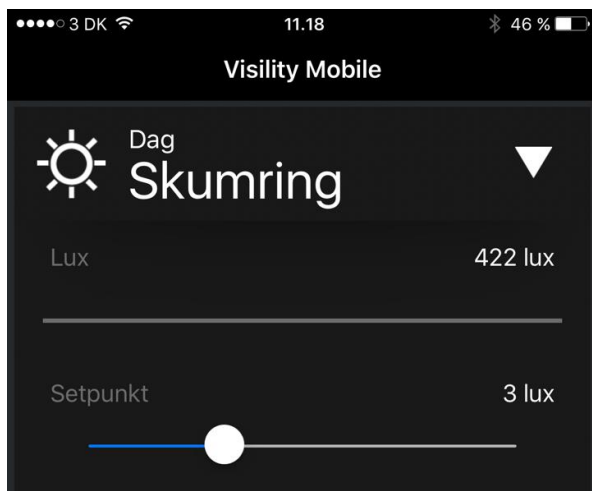 3 DK 11.18 46 %
Visility Mobile
Dag
Skumring
Lux 422 lux
Setpunkt 3 lux